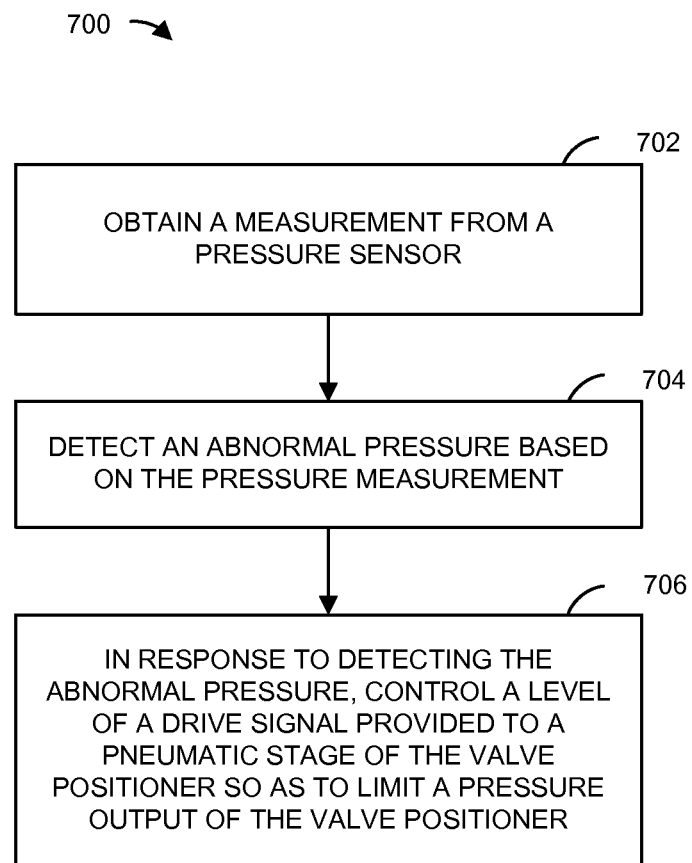 700
702
OBTAIN A MEASUREMENT FROM A
PRESSURE SENSOR
704
DETECT AN ABNORMAL PRESSURE BASED
ON THE PRESSURE MEASUREMENT
706
IN RESPONSE TO DETECTING THE
ABNORMAL PRESSURE, CONTROL A LEVEL
OF A DRIVE SIGNAL PROVIDED TO A
PNEUMATIC STAGE OF THE VALVE
POSITIONER SO AS TO LIMIT A PRESSURE
OUTPUT OF THE VALVE POSITIONER